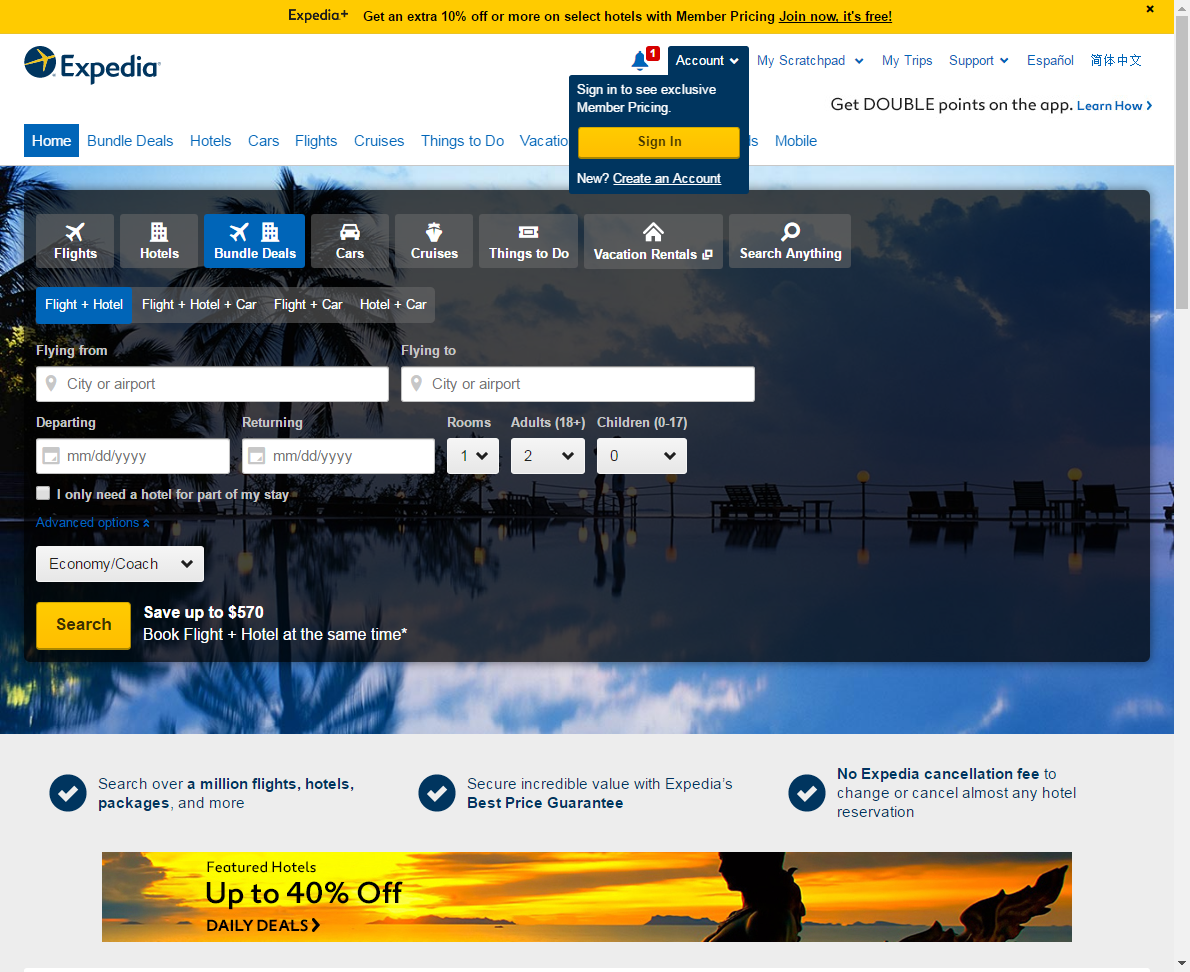 Expedia+ Get an extra 10% off or more on select hotels with Member Pricing Join now, it's free!
Expedia
1 Account My Scratchpad My Trips Support Español 简体中文
Sign in to see exclusive
Member Pricing.
Get DOUBLE points on the app. Learn How
Sign In
New? Create an Account
Home Bundle Deals Hotels Cars Flights Cruises Things to Do Vacatio ls Mobile
Flights Hotels Bundle Deals Cars Cruises Things to Do Vacation Rentals Search Anything
Flight + Hotel Flight + Hotel + Car Flight + Car Hotel + Car
Flying from Flying to
City or airport City or airport
Departing Returning Rooms Adults (18+) Children (0-17)
mm/dd/yyyy mm/dd/yyyy 1 2 0
I only need a hotel for part of my stay
Advanced options
Economy/Coach
Search
Save up to $570
Book Flight + Hotel at the same time*
Search over a million flights, hotels,
packages, and more
Secure incredible value with Expedia’s
Best Price Guarantee
No Expedia cancellation fee to
change or cancel almost any hotel
reservation
Featured Hotels
Up to 40% Off
DAILY DEALS